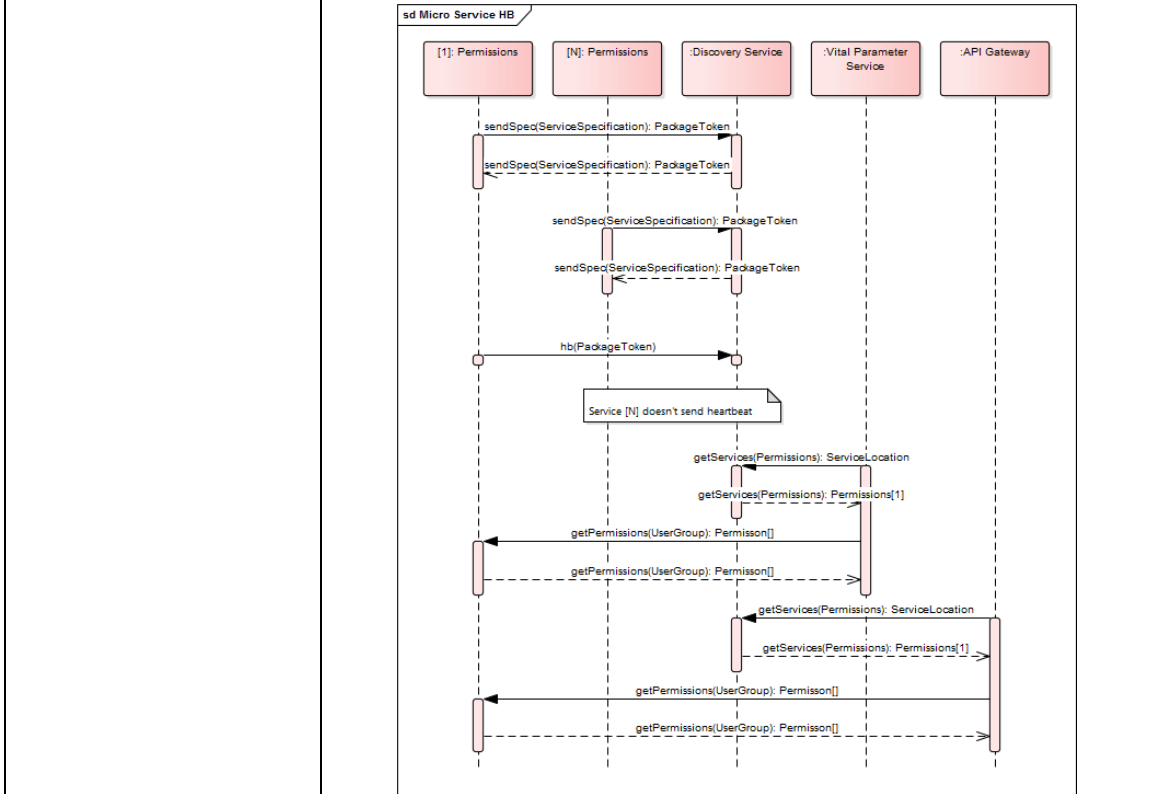 sd Micro Service HB
[1]: Permissions
[N]: Permissions
:Discovery Service
:Vital Parameter
Service
:API Gateway
sendSpec(ServiceSpecification): PackageToken
sendSpec(ServiceSpecification): PackageToken
sendSpec(ServiceSpecification): PackageToken
sendSpec(ServiceSpecification): PackageToken
hb(PackageToken)
Service [N] doesn't send heartbeat
getServices(Permissions): ServiceLocation
getServices(Permissions): Permissions[1]
getPermissions(UserGroup): Permisson[]
getPermissions(UserGroup): Permisson[]
getServices(Permissions): ServiceLocation
getServices(Permissions): Permissions[1]
getPermissions(UserGroup): Permisson[]
getPermissions(UserGroup): Permisson[]